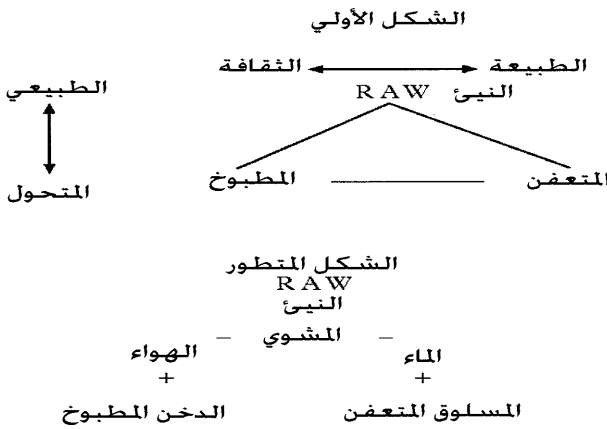 الشكل الأولي
الطبيعة الثقافة
الطبيعي
النيئ RAW
المتحول
المتعفن المطبوخ
الشكل المتطور
RAW
النيئ
– المشوي –
الماء الهواء
+ +
المسلوق المتعفن الدخن المطبوخ